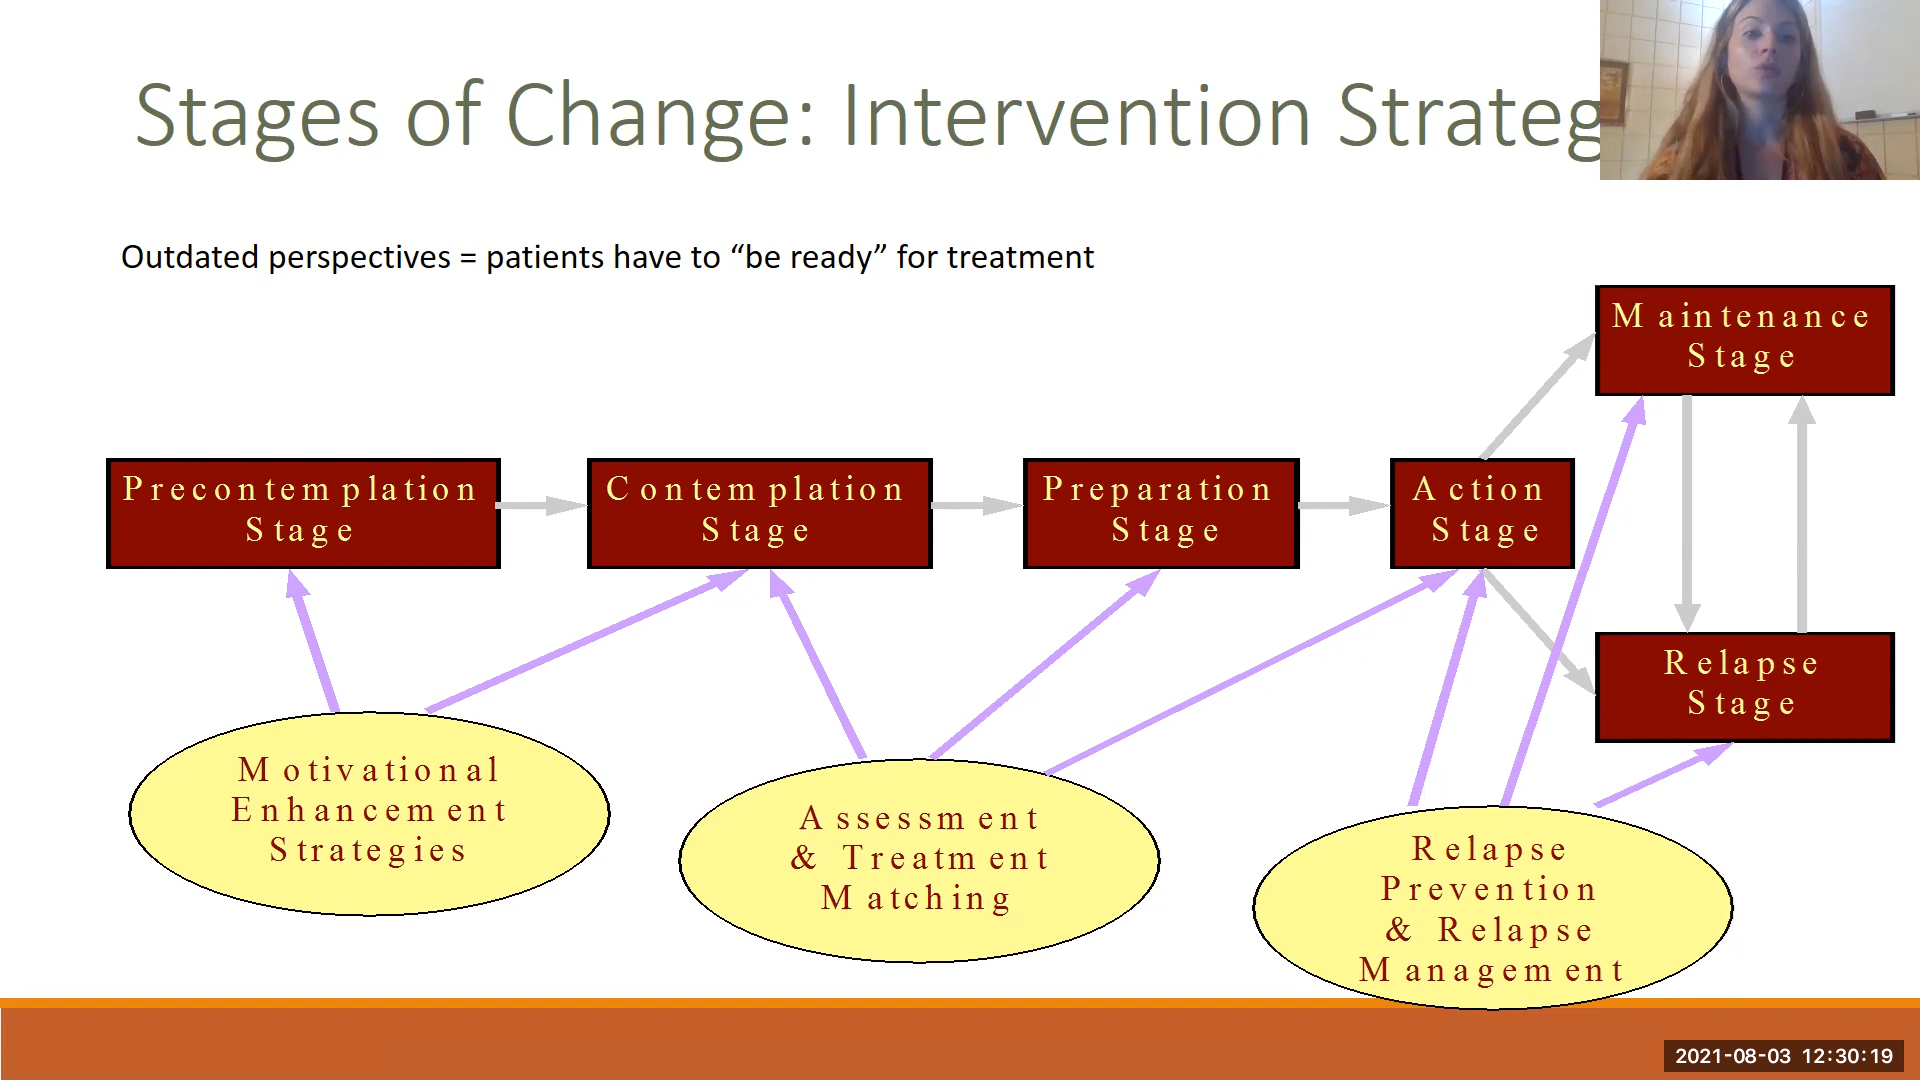 Stages of Change: Intervention Strateg
Outdated perspectives = patients have to “be ready” for treatment
Maintenance
Stage
Precontemplation
Stage
Contemplation
Stage
Preparation
Stage
Action
Stage
Relapse
Stage
Motivational
Enhancement
Strategies
Assessment
& Treatment
Matching
Relapse
Prevention
& Relapse
Management
2021-08-03 12:30:19